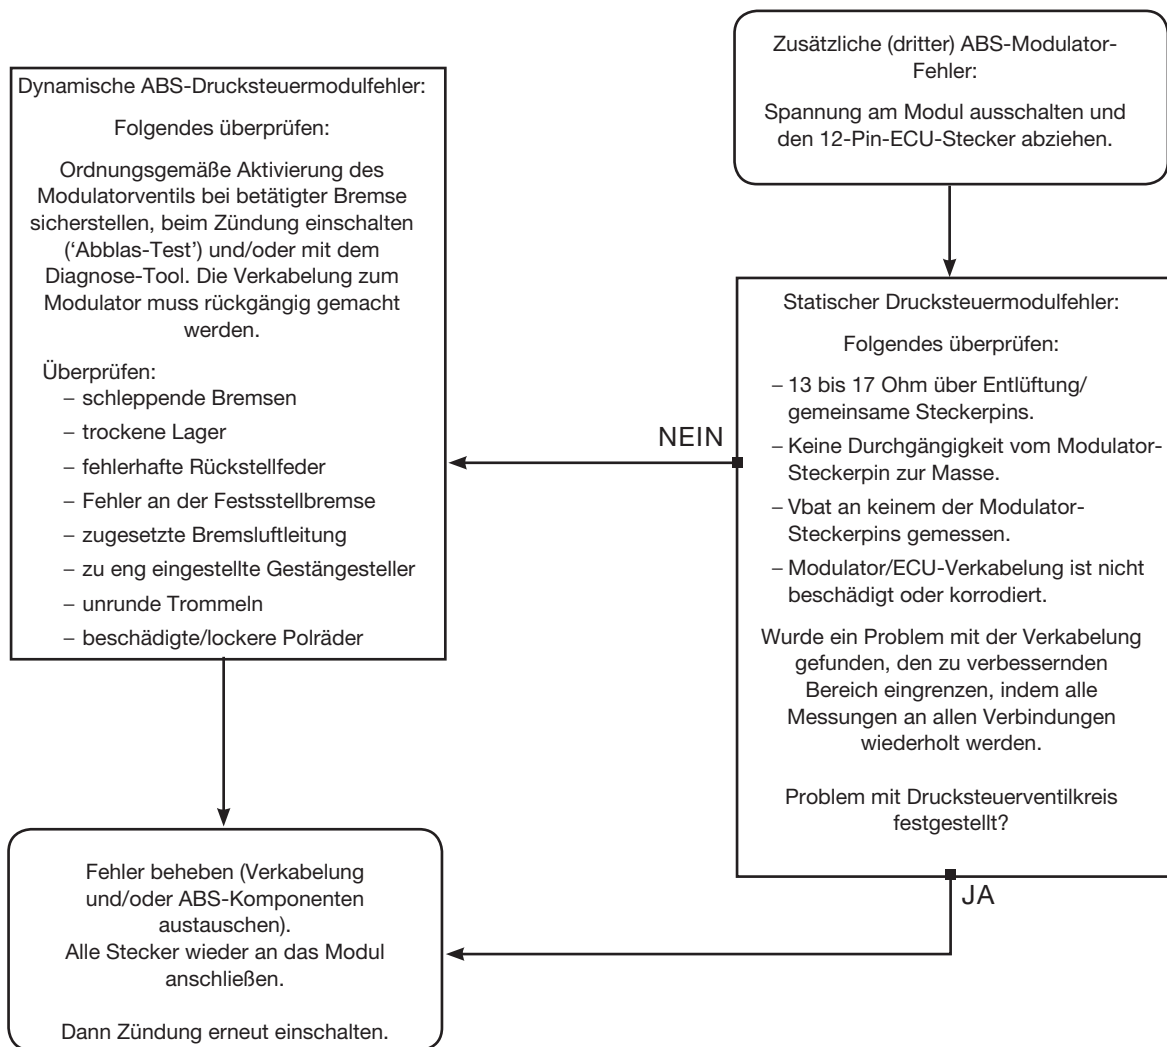 Zusätzliche (dritter) ABS-Modulator-
Fehler:
Spannung am Modul ausschalten und
den 12-Pin-ECU-Stecker abziehen.
Statischer Drucksteuermodulfehler:
Folgendes überprüfen:
– 13 bis 17 Ohm über Entlüftung/
gemeinsame Steckerpins.
– Keine Durchgängigkeit vom Modulator-
Steckerpin zur Masse.
– Vbat an keinem der Modulator-
Steckerpins gemessen.
– Modulator/ECU-Verkabelung ist nicht
beschädigt oder korrodiert.
Wurde ein Problem mit der Verkabelung
gefunden, den zu verbessernden
Bereich eingrenzen, indem alle
Messungen an allen Verbindungen
wiederholt werden.
Problem mit Drucksteuerventilkreis
festgestellt?
NEIN
JA
Dynamische ABS-Drucksteuermodulfehler:
Folgendes überprüfen:
Ordnungsgemäße Aktivierung des
Modulatorventils bei betätigter Bremse
sicherstellen, beim Zündung einschalten
(‘Abblas-Test’) und/oder mit dem
Diagnose-Tool. Die Verkabelung zum
Modulator muss rückgängig gemacht
werden.
Überprüfen:
– schleppende Bremsen
– trockene Lager
– fehlerhafte Rückstellfeder
– Fehler an der Festsstellbremse
– zugesetzte Bremsluftleitung
– zu eng eingestellte Gestängesteller
– unrunde Trommeln
– beschädigte/lockere Polräder
Fehler beheben (Verkabelung
und/oder ABS-Komponenten
austauschen).
Alle Stecker wieder an das Modul
anschließen.
Dann Zündung erneut einschalten.